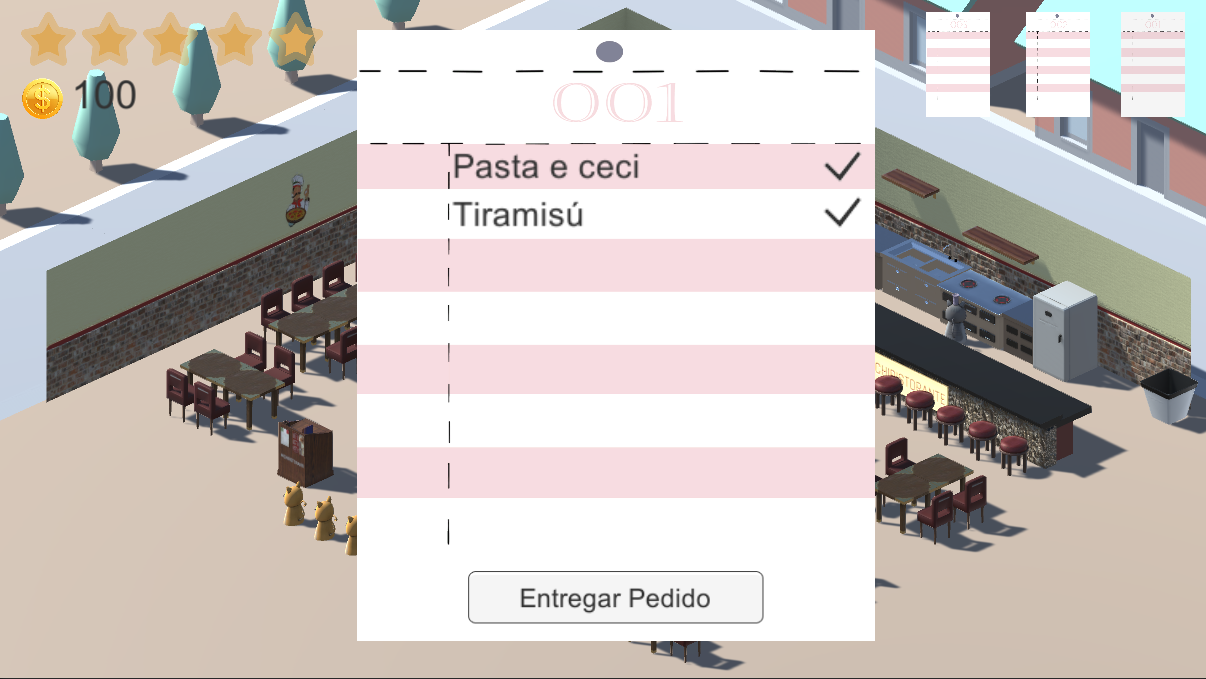 100
001
Pasta e ceci
Tiramisú
Entregar Pedido